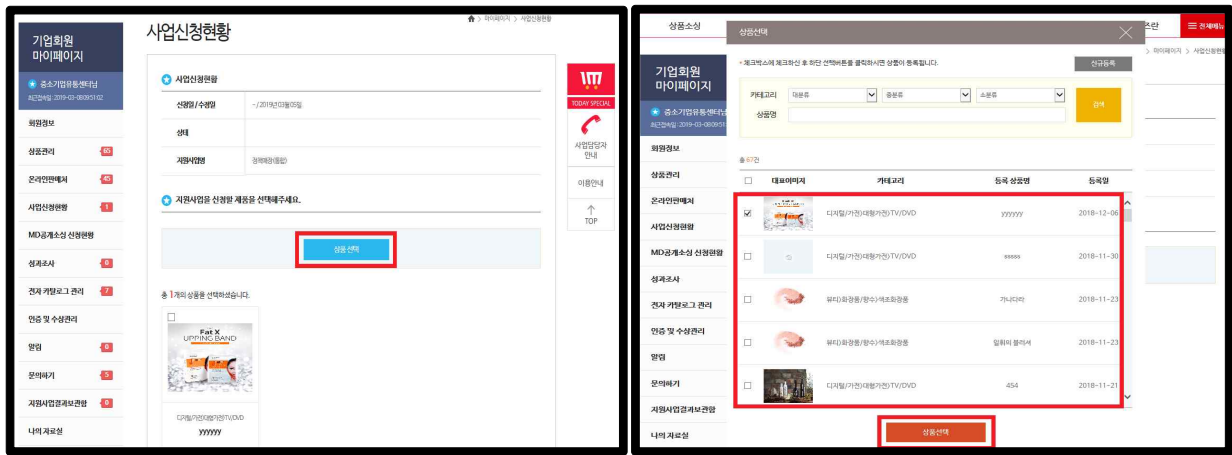 마이페이지 > 사업신청현황
사업신청현황
기업회원
마이페이지
중소기업유통센터님
최근접속일 : 2019-03-08 09:51:02
회원정보
상품관리 65
온라인판매처 45
사업신청현황 1
MD공개소싱 신청현황
성과조사 0
전자 카탈로그 관리 7
인증 및 수상관리
알림 0
문의하기 5
지원사업결과보관함 0
나의 자료실
사업신청현황
신청일 / 수정일 - / 2019년03월05일
상태
지원사업명 정책매장(통합)
지원사업을 신청할 제품을 선택해주세요.
상품 선택
총 1개의 상품을 선택하셨습니다.
Fat X
UPPING BAND
디지털/가전)대형가전)TV/DVD
yyyyyy
TODAY SPECIAL
사업담당자
안내
이용안내
TOP
상품소싱
전체메뉴
마이페이지 > 사업신청현황
기업회원
마이페이지
중소기업유통센터님
회원정보
상품관리
온라인판매처
사업신청현황
MD공개소싱 신청현황
성과조사
전자 카탈로그 관리
인증 및 수상관리
알림
문의하기
지원사업결과보관함
나의 자료실
상품선택
* 체크박스에 체크하신 후 하단 선택버튼을 클릭하시면 상품이 등록됩니다.
신규등록
카테고리 대분류 중분류 소분류
상품명
검색
총 67건
대표이미지 카테고리 등록 상품명 등록일
디지털/가전)대형가전)TV/DVD yyyyyy 2018-12-06
디지털/가전)대형가전)TV/DVD sssss 2018-11-30
뷰티)화장품/향수)색조화장품 가나다라 2018-11-23
뷰티)화장품/향수)색조화장품 블러셔 2018-11-23
디지털/가전)대형가전)TV/DVD 454 2018-11-21
상품선택